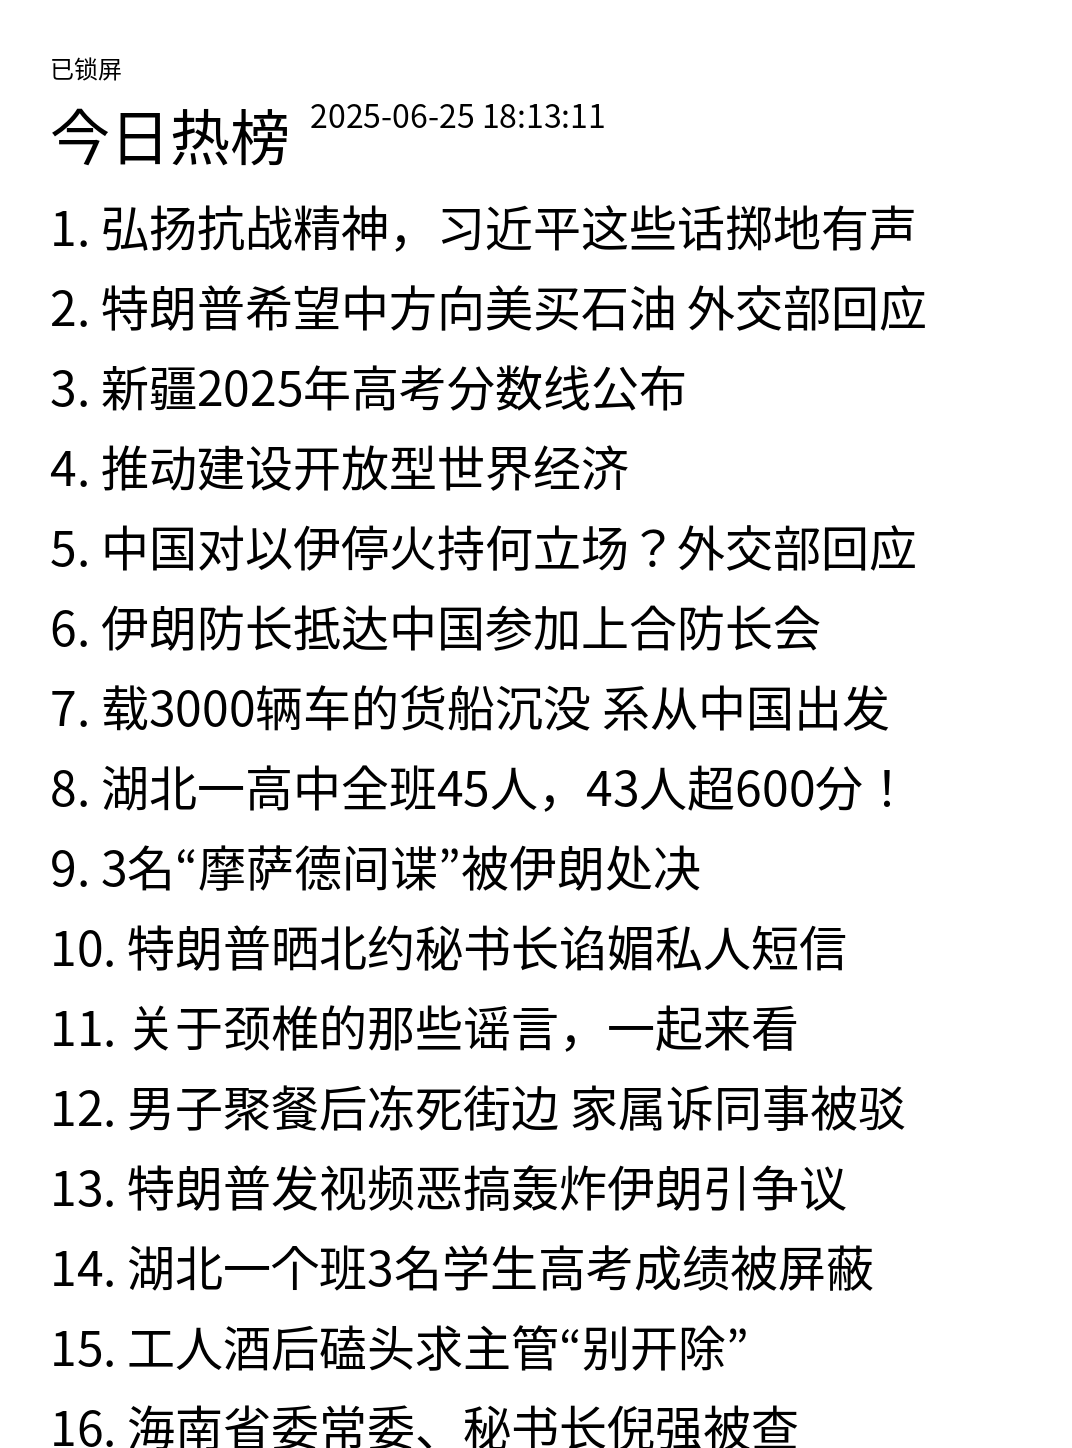 已锁屏
今日热榜 2025-06-25 18:13:11
1. 弘扬抗战精神，习近平这些话掷地有声
2. 特朗普希望中方向美买石油 外交部回应
3. 新疆2025年高考分数线公布
4. 推动建设开放型世界经济
5. 中国对以伊停火持何立场？外交部回应
6. 伊朗防长抵达中国参加上合防长会
7. 载3000辆车的货船沉没 系从中国出发
8. 湖北一高中全班45人，43人超600分！
9. 3名“摩萨德间谍”被伊朗处决
10. 特朗普晒北约秘书长谄媚私人短信
11. 关于颈椎的那些谣言，一起来看
12. 男子聚餐后冻死街边 家属诉同事被驳
13. 特朗普发视频恶搞轰炸伊朗引争议
14. 湖北一个班3名学生高考成绩被屏蔽
15. 工人酒后磕头求主管“别开除”
16. 海南省委常委、秘书长倪强被查